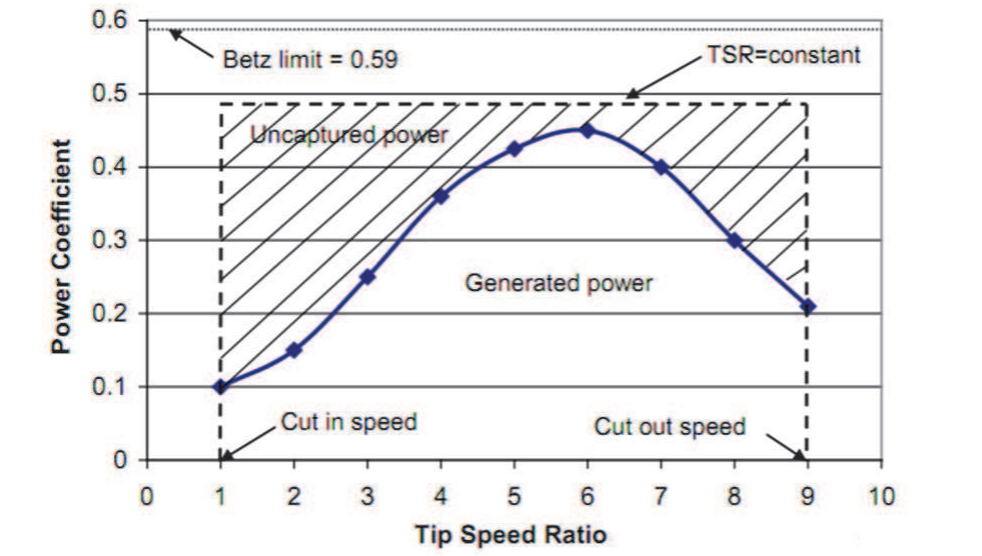 0.6
Betz limit = 0.59
TSR=constant
0.5
Uncaptured power
0.4
0.3
Generated power
0.2
0.1
Cut in speed
Cut out speed
0
0 1 2 3 4 5 6 7 8 9 10
Power Coefficient
Tip Speed Ratio